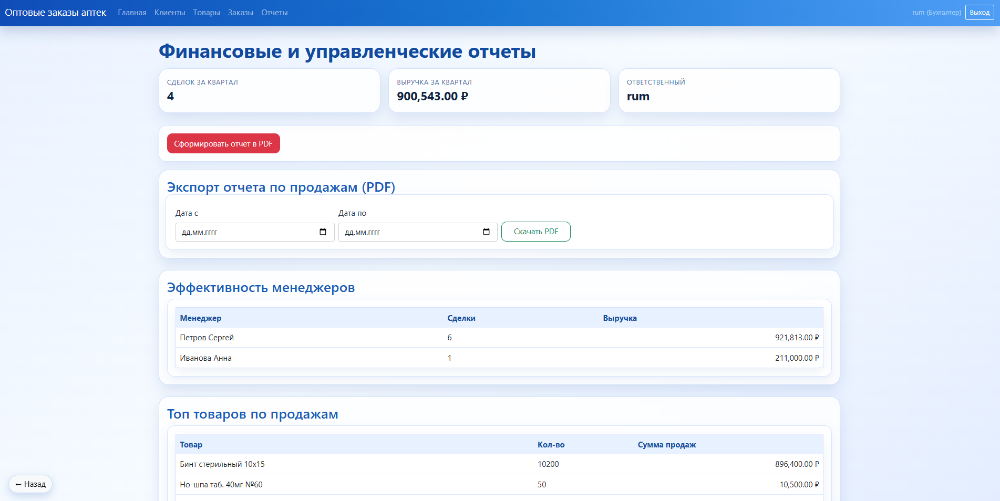 Оптовые заказы аптек Главная Клиенты Товары Заказы Отчеты rum (Бухгалтер) Выход
Финансовые и управленческие отчеты
СДЕЛОК ЗА КВАРТАЛ
4
ВЫРУЧКА ЗА КВАРТАЛ
900,543.00 ₽
ОТВЕТСТВЕННЫЙ
rum
Сформировать отчет в PDF
Экспорт отчета по продажам (PDF)
Дата с Дата по
дд.мм.гггг дд.мм.гггг Скачать PDF
Эффективность менеджеров
Менеджер Сделки Выручка
Петров Сергей 6 921,813.00 ₽
Иванова Анна 1 211,000.00 ₽
Топ товаров по продажам
Товар Кол-во Сумма продаж
Бинт стерильный 10х15 10200 896,400.00 ₽
Но-шпа таб. 40мг №60 50 10,500.00 ₽
← Назад